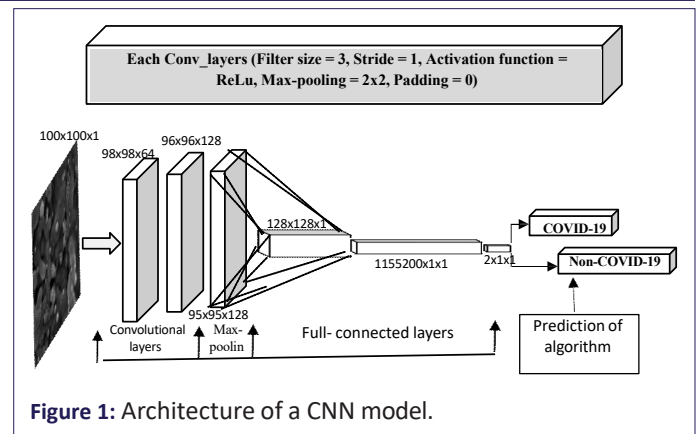 Each Conv_layers (Filter size = 3, Stride = 1, Activation function =
ReLu, Max-pooling = 2x2, Padding = 0)
100x100x1
98x98x64
96x96x128
128x128x1
COVID-19
Non-COVID-19
1155200x1x1
2x1x1
95x95x128
Convolutional
layers
Max-
poolin
Full- connected layers
Prediction of
algorithm
Figure 1: Architecture of a CNN model.